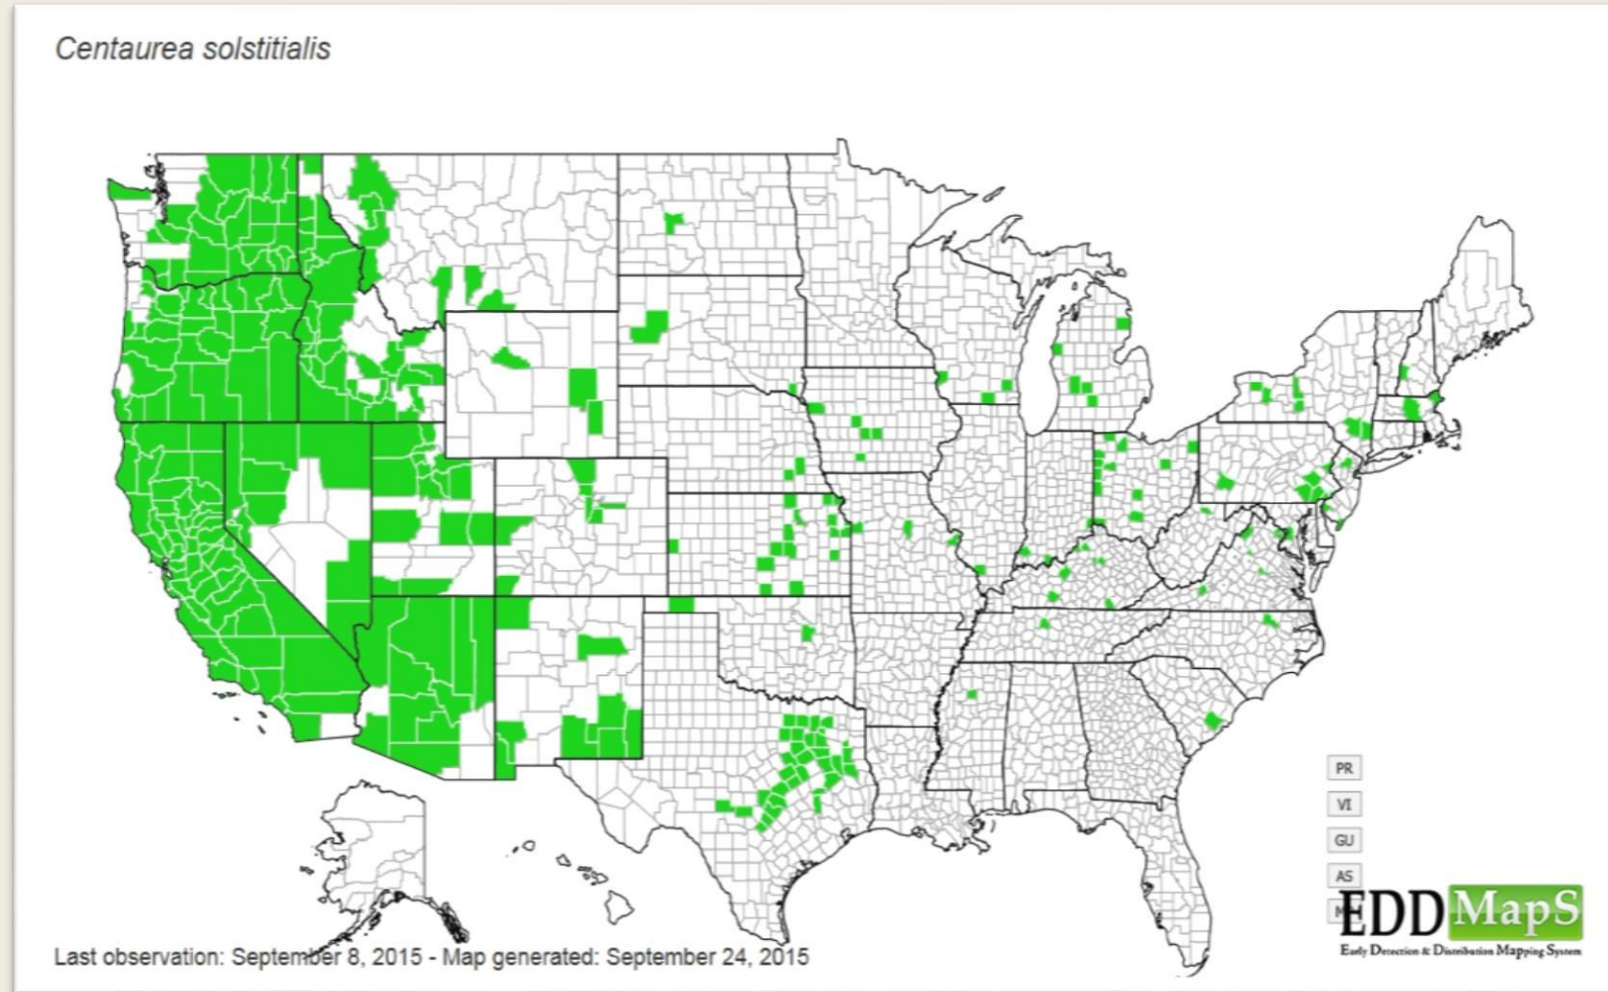 Centaurea solstitialis
PR
VI
GU
AS
EDDMapS
Early Detection & Distribution Mapping System
Last observation: September 8, 2015 - Map generated: September 24, 2015